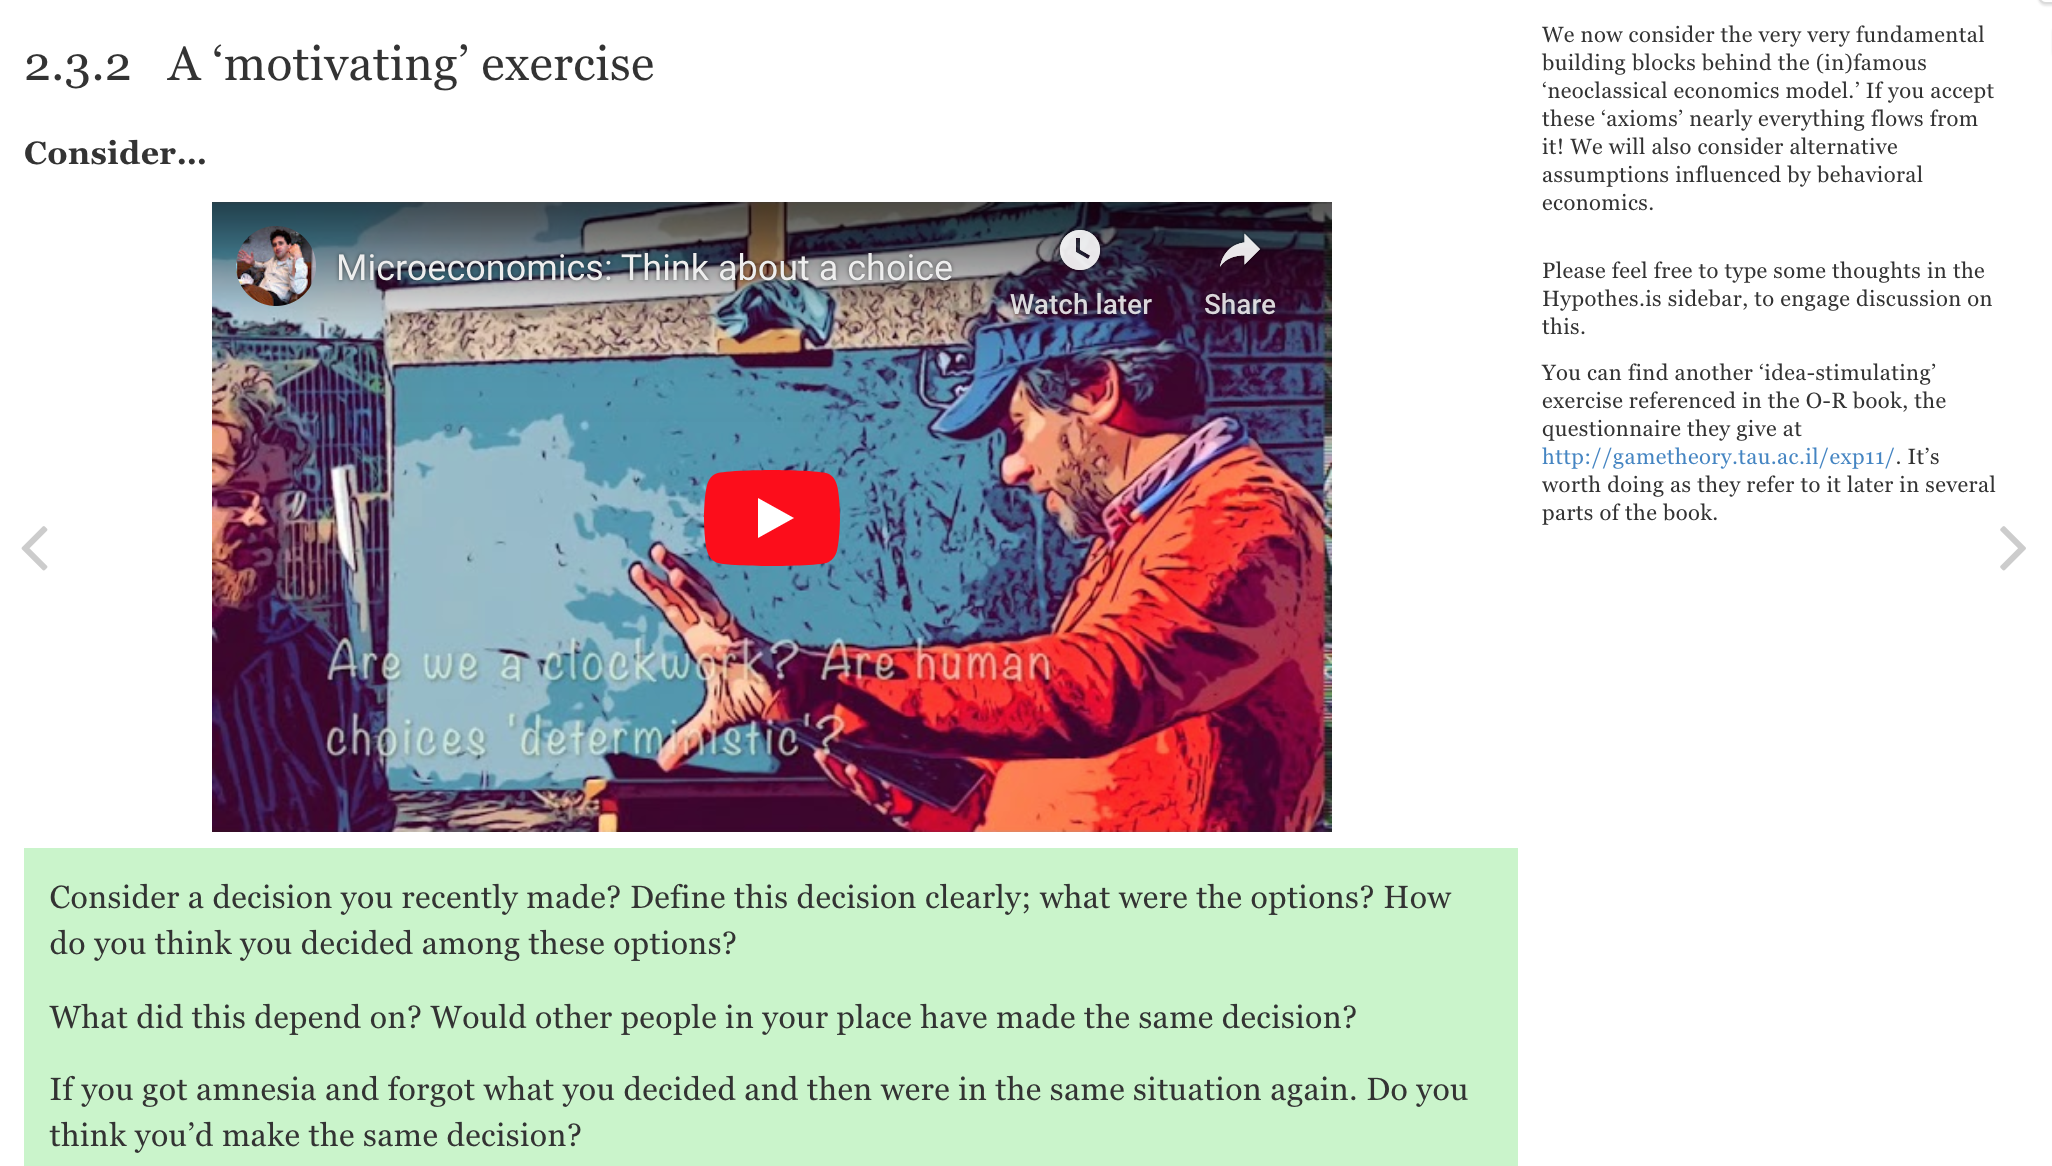 2.3.2 A ‘motivating’ exercise
Consider…
Microeconomics: Think about a choice
Watch later
Share
Are we a clockwork? Are human
choices 'deterministic'?
Consider a decision you recently made? Define this decision clearly; what were the options? How
do you think you decided among these options?
What did this depend on? Would other people in your place have made the same decision?
If you got amnesia and forgot what you decided and then were in the same situation again. Do you
think you’d make the same decision?
We now consider the very very fundamental
building blocks behind the (in)famous
‘neoclassical economics model.’ If you accept
these ‘axioms’ nearly everything flows from
it! We will also consider alternative
assumptions influenced by behavioral
economics.
Please feel free to type some thoughts in the
Hypothes.is sidebar, to engage discussion on
this.
You can find another ‘idea-stimulating’
exercise referenced in the O-R book, the
questionnaire they give at
http://gametheory.tau.ac.il/exp11/. It’s
worth doing as they refer to it later in several
parts of the book.